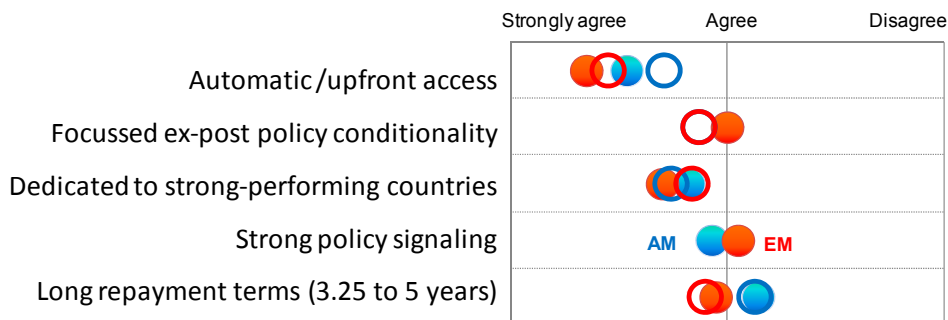 Strongly agree Agree Disagree
Automatic/upfront access
Focussed ex-post policy conditionality
Dedicated to strong-performing countries
Strong policy signaling AM EM
Long repayment terms (3.25 to 5 years)